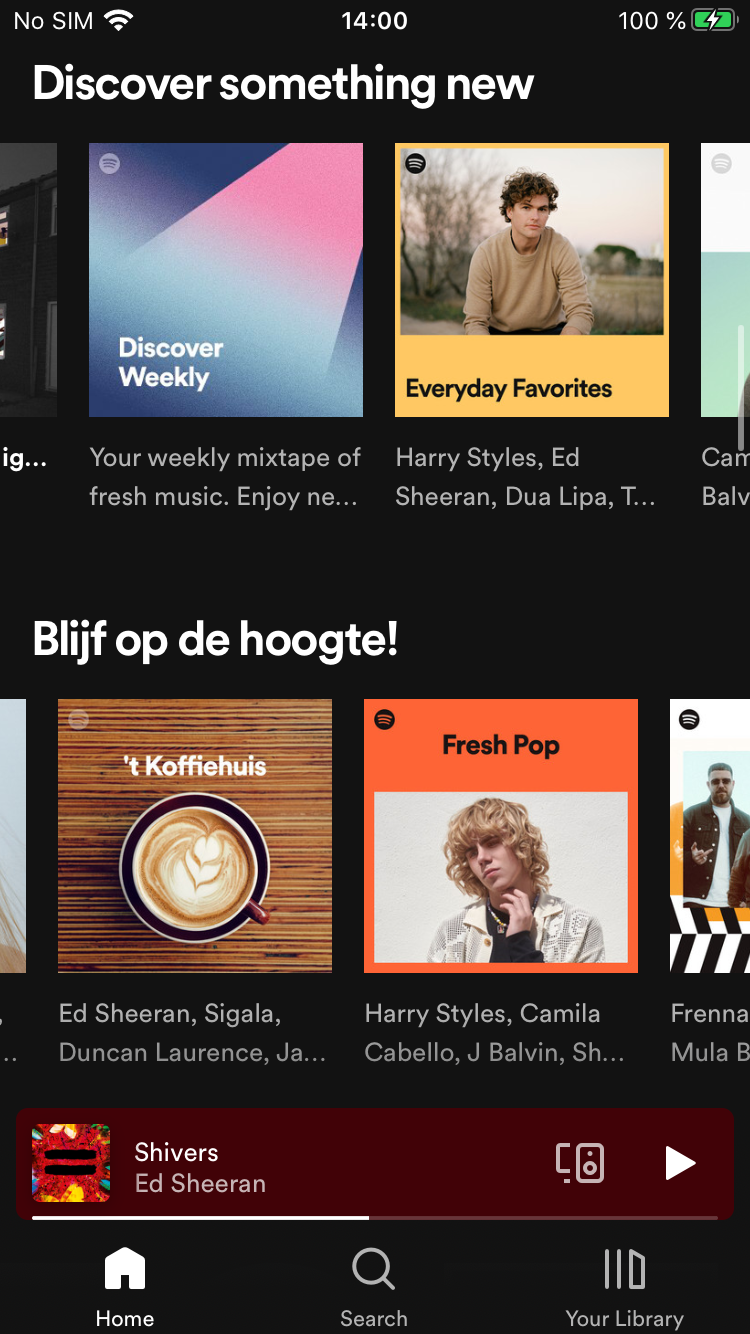 No SIM 14:00 100 %
Discover something new
Discover
Weekly
Everyday Favorites
ig...
Your weekly mixtape of
fresh music. Enjoy ne...
Harry Styles, Ed
Sheeran, Dua Lipa, T...
Cam
Balv
Blijf op de hoogte!
't Koffiehuis
Fresh Pop
Ed Sheeran, Sigala,
Duncan Laurence, Ja...
Harry Styles, Camila
Cabello, J Balvin, Sh...
Frenna
Mula B
Shivers
Ed Sheeran
Home
Search
Your Library